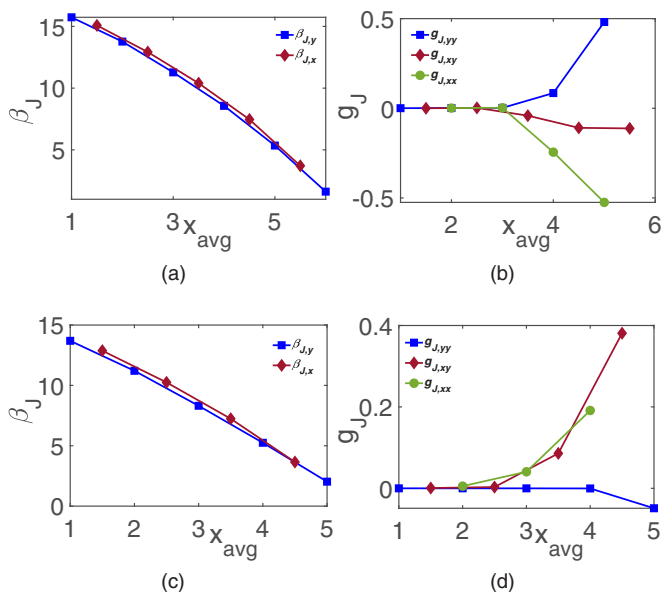 15
10
5
β_J
β_J,y
β_J,x
1
3
5
x_avg
(a)
0.5
0
-0.5
g_J
g_J,yy
g_J,xy
g_J,xx
2
4
6
x_avg
(b)
15
10
5
0
β_J
β_J,y
β_J,x
1
2
3
4
5
x_avg
(c)
0.4
0.2
0
g_J
g_J,yy
g_J,xy
g_J,xx
1
2
3
4
5
x_avg
(d)